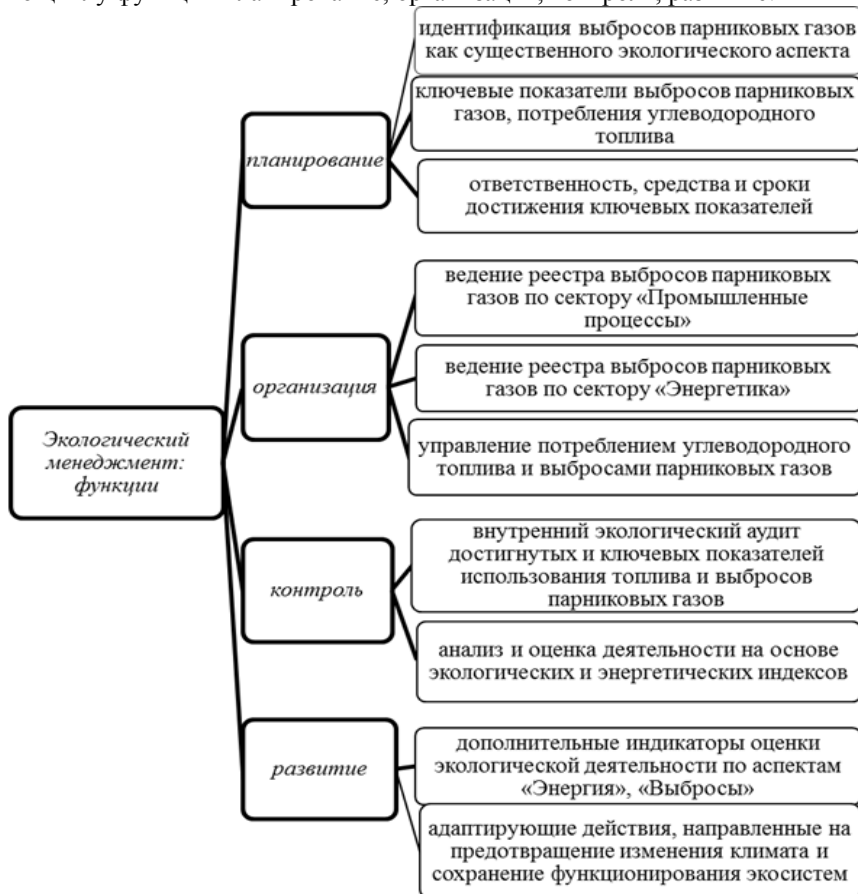 идентификация выбросов парниковых газов
как существенного экологического аспекта
ключевые показатели выбросов парниковых
газов, потребления углеводородного
топлива
планирование
ответственность, средства и сроки
достижения ключевых показателей
ведение реестра выбросов парниковых
газов по сектору «Промышленные
процессы»
организация
ведение реестра выбросов парниковых
газов по сектору «Энергетика»
управление потреблением углеводородного
топлива и выбросами парниковых газов
Экологический
менеджмент:
функции
внутренний экологический аудит
достигнутых и ключевых показателей
использования топлива и выбросов
парниковых газов
контроль
анализ и оценка деятельности на основе
экологических и энергетических индексов
дополнительные индикаторы оценки
экологической деятельности по аспектам
«Энергия», «Выбросы»
развитие
адаптирующие действия, направленные на
предотвращение изменения климата и
сохранение функционирования экосистем